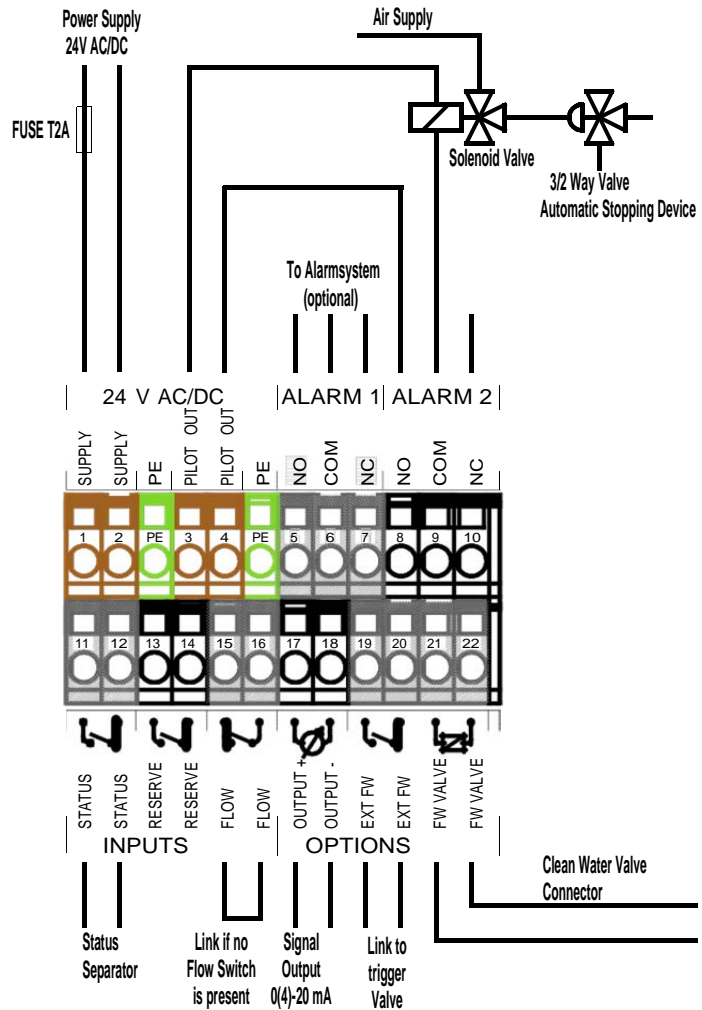 Power Supply
24V AC/DC
Air Supply
FUSE T2A
Solenoid Valve
3/2 Way Valve
Automatic Stopping Device
To Alarmsystem
(optional)
24 V AC/DC
ALARM 1
ALARM 2
SUPPLY
SUPPLY
PE
PILOT OUT
PILOT OUT
PE
NO
COM
NC
NO
COM
NC
1 2 PE 3 4 PE 5 6 7 8 9 10
11 12 13 14 15 16 17 18 19 20 21 22
STATUS
STATUS
RESERVE
RESERVE
FLOW
FLOW
OUTPUT +
OUTPUT -
EXT FW
EXT FW
FW VALVE
FW VALVE
INPUTS
OPTIONS
Clean Water Valve
Connector
Status
Separator
Link if no
Flow Switch
is present
Signal
Output
0(4)-20 mA
Link to
trigger
Valve